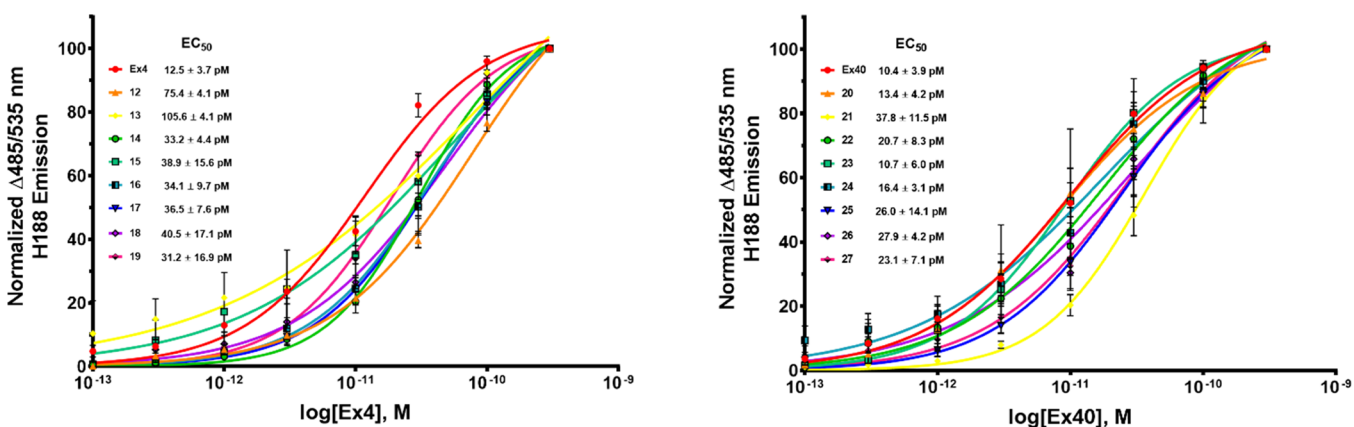 Normalized Δ485/535 nm
H188 Emission
100
80
60
40
20
0
EC50
Ex4 12.5 ± 3.7 pM
12 75.4 ± 4.1 pM
13 105.6 ± 4.1 pM
14 33.2 ± 4.4 pM
15 38.9 ± 15.6 pM
16 34.1 ± 9.7 pM
17 36.5 ± 7.6 pM
18 40.5 ± 17.1 pM
19 31.2 ± 16.9 pM
10-13 10-12 10-11 10-10 10-9
log[Ex4], M
Normalized Δ485/535 nm
H188 Emission
100
80
60
40
20
0
EC50
Ex40 10.4 ± 3.9 pM
20 13.4 ± 4.2 pM
21 37.8 ± 11.5 pM
22 20.7 ± 8.3 pM
23 10.7 ± 6.0 pM
24 16.4 ± 3.1 pM
25 26.0 ± 14.1 pM
26 27.9 ± 4.2 pM
27 23.1 ± 7.1 pM
10-13 10-12 10-11 10-10 10-9
log[Ex40], M